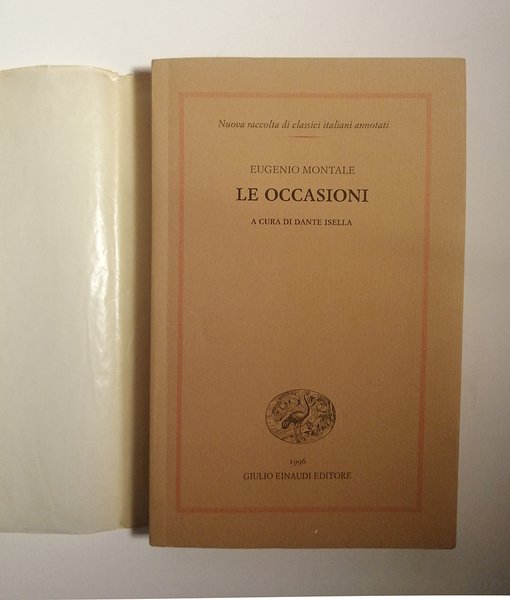 Nuova raccolta di classici italiani annotati
EUGENIO MONTALE
LE OCCASIONI
A CURA DI DANTE ISELLA
1996
GIULIO EINAUDI EDITORE